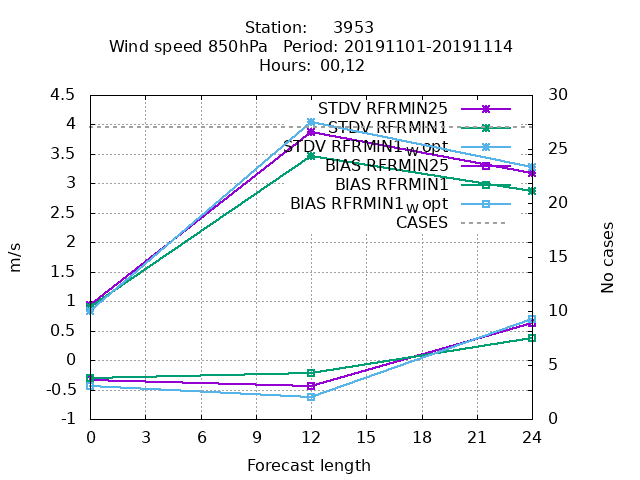 Station: 3953
Wind speed 850hPa Period: 20191101-20191114
Hours: 00,12
4.5
4
3.5
3
2.5
2
1.5
1
0.5
0
-0.5
-1
m/s
STDV RFRMIN25
STDV RFRMIN1
STDV RFRMIN1w opt
BIAS RFRMIN25
BIAS RFRMIN1
BIAS RFRMIN1w opt
CASES
30
25
20
15
10
5
0
No cases
0 3 6 9 12 15 18 21 24
Forecast length